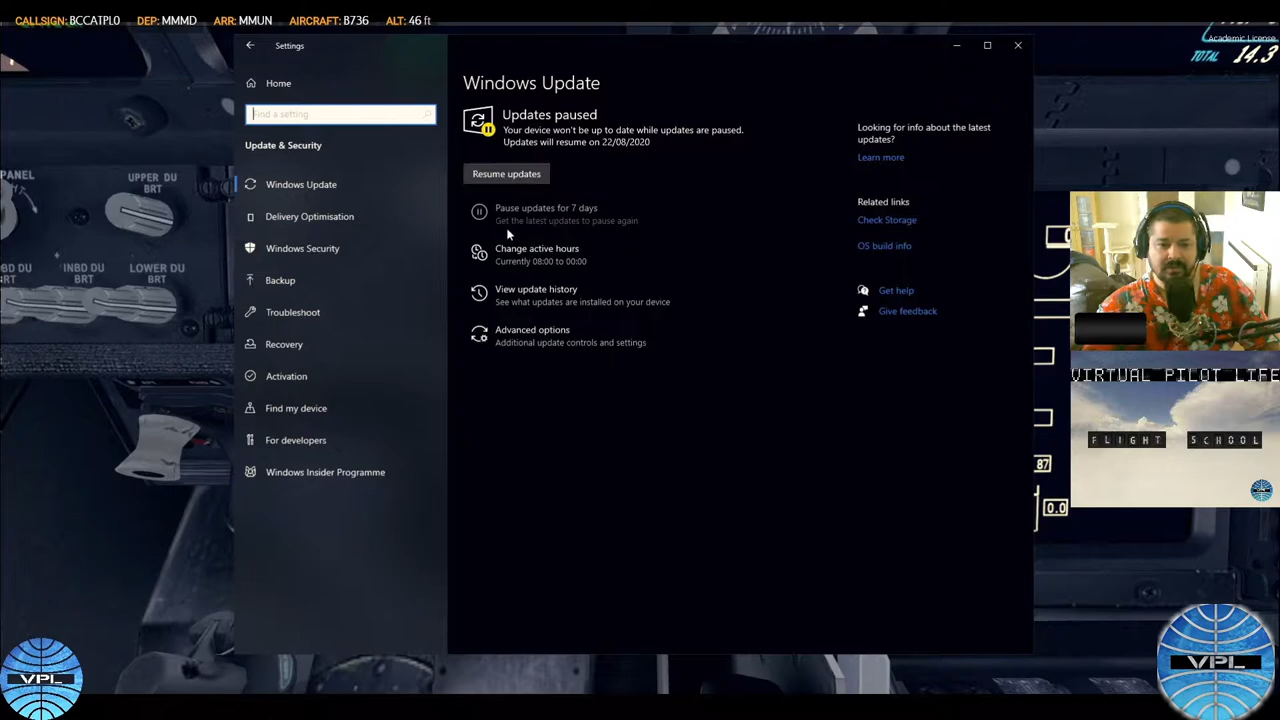 CALLSIGN: BCCATPL0 DEP: MMMD ARR: MMUN AIRCRAFT: B736 ALT: 46 ft
Academic License
TOTAL 14.3
Settings
Home
Find a setting
Update & Security
Windows Update
Delivery Optimisation
Windows Security
Backup
Troubleshoot
Recovery
Activation
Find my device
For developers
Windows Insider Programme
Windows Update
Updates paused
Your device won't be up to date while updates are paused.
Updates will resume on 22/08/2020
Resume updates
Pause updates for 7 days
Get the latest updates to pause again
Change active hours
Currently 08:00 to 00:00
View update history
See what updates are installed on your device
Advanced options
Additional update controls and settings
Looking for info about the latest
updates?
Learn more
Related links
Check Storage
OS build info
Get help
Give feedback
PANEL
UPPER DU
BRT
INBD DU
BRT
LOWER DU
BRT
VIRTUAL PILOT LIFE
FLIGHT SCHOOL
87
0.0
VPL
VPL